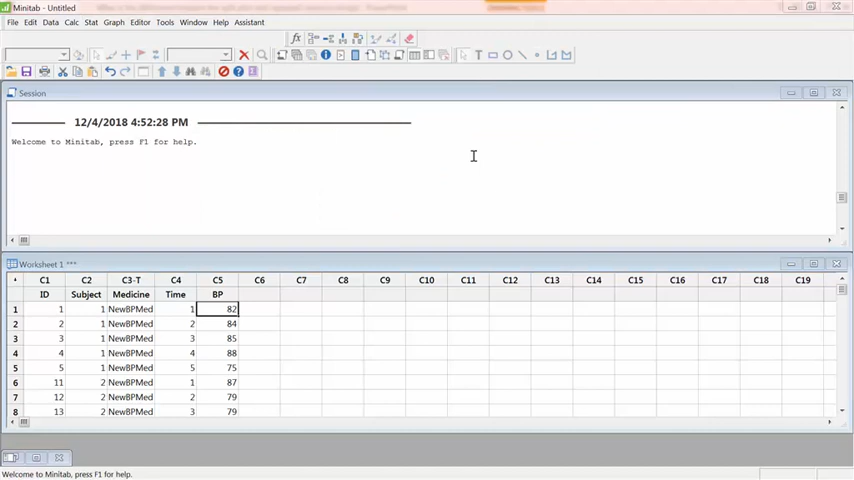 Minitab - Untitled
File Edit Data Calc Stat Graph Editor Tools Window Help Assistant
Session
12/4/2018 4:52:28 PM
Welcome to Minitab, press F1 for help.
Worksheet 1 ***
C1 C2 C3-T C4 C5 C6 C7 C8 C9 C10 C11 C12 C13 C14 C15 C16 C17 C18 C19
ID Subject Medicine Time BP
1 1 1 NewBPMed 1 82
2 2 1 NewBPMed 2 84
3 3 1 NewBPMed 3 85
4 4 1 NewBPMed 4 88
5 5 1 NewBPMed 5 75
6 11 2 NewBPMed 1 87
7 12 2 NewBPMed 2 79
8 13 2 NewBPMed 3 79
Welcome to Minitab, press F1 for help.